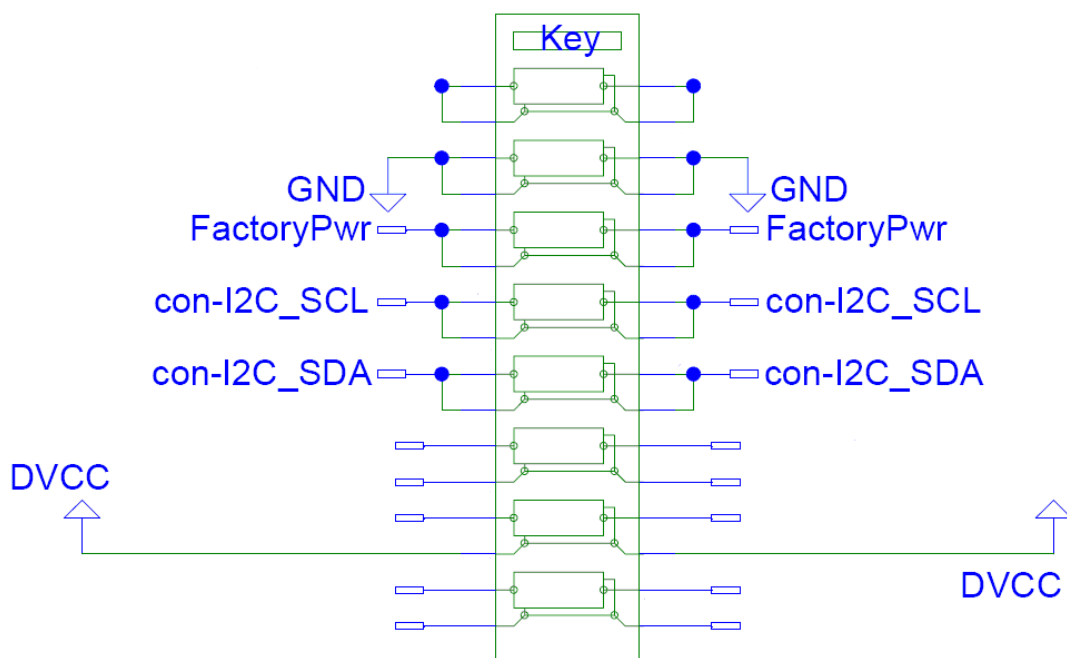 Key
GND GND
FactoryPwr FactoryPwr
con-I2C_SCL con-I2C_SCL
con-I2C_SDA con-I2C_SDA
DVCC
DVCC